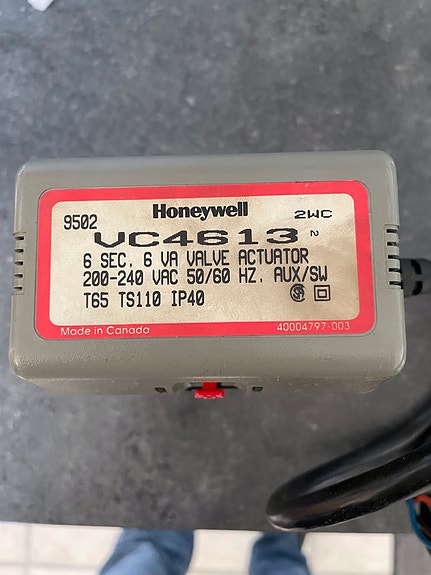 9502 Honeywell 2WC
VC4613 2
6 SEC. 6 VA VALVE ACTUATOR
200-240 VAC 50/60 HZ. AUX/SW
T65 TS110 IP40
Made in Canada 40004797-003